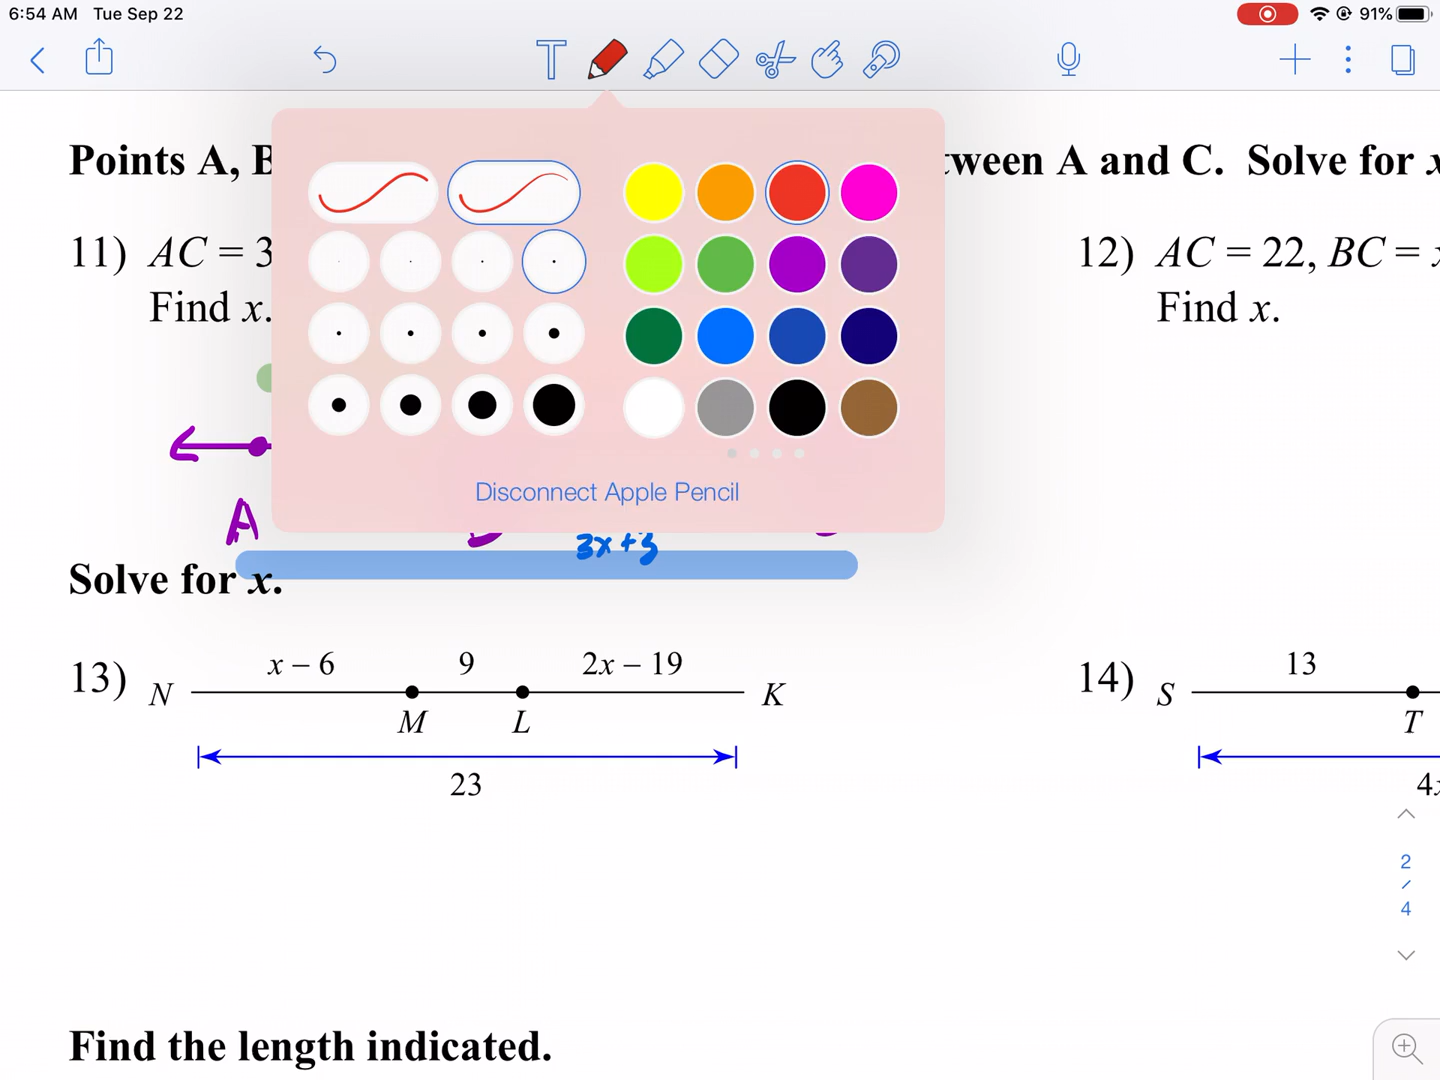 6:54 AM Tue Sep 22
91%
T
Points A, B
tween A and C. Solve for x
11) AC = 3
Find x.
12) AC = 22, BC = x
Find x.
Disconnect Apple Pencil
A
3x + 3
Solve for x.
13) N x – 6 9 2x – 19 K
M L
23
14) S 13
T
4x
2
/
4
Find the length indicated.